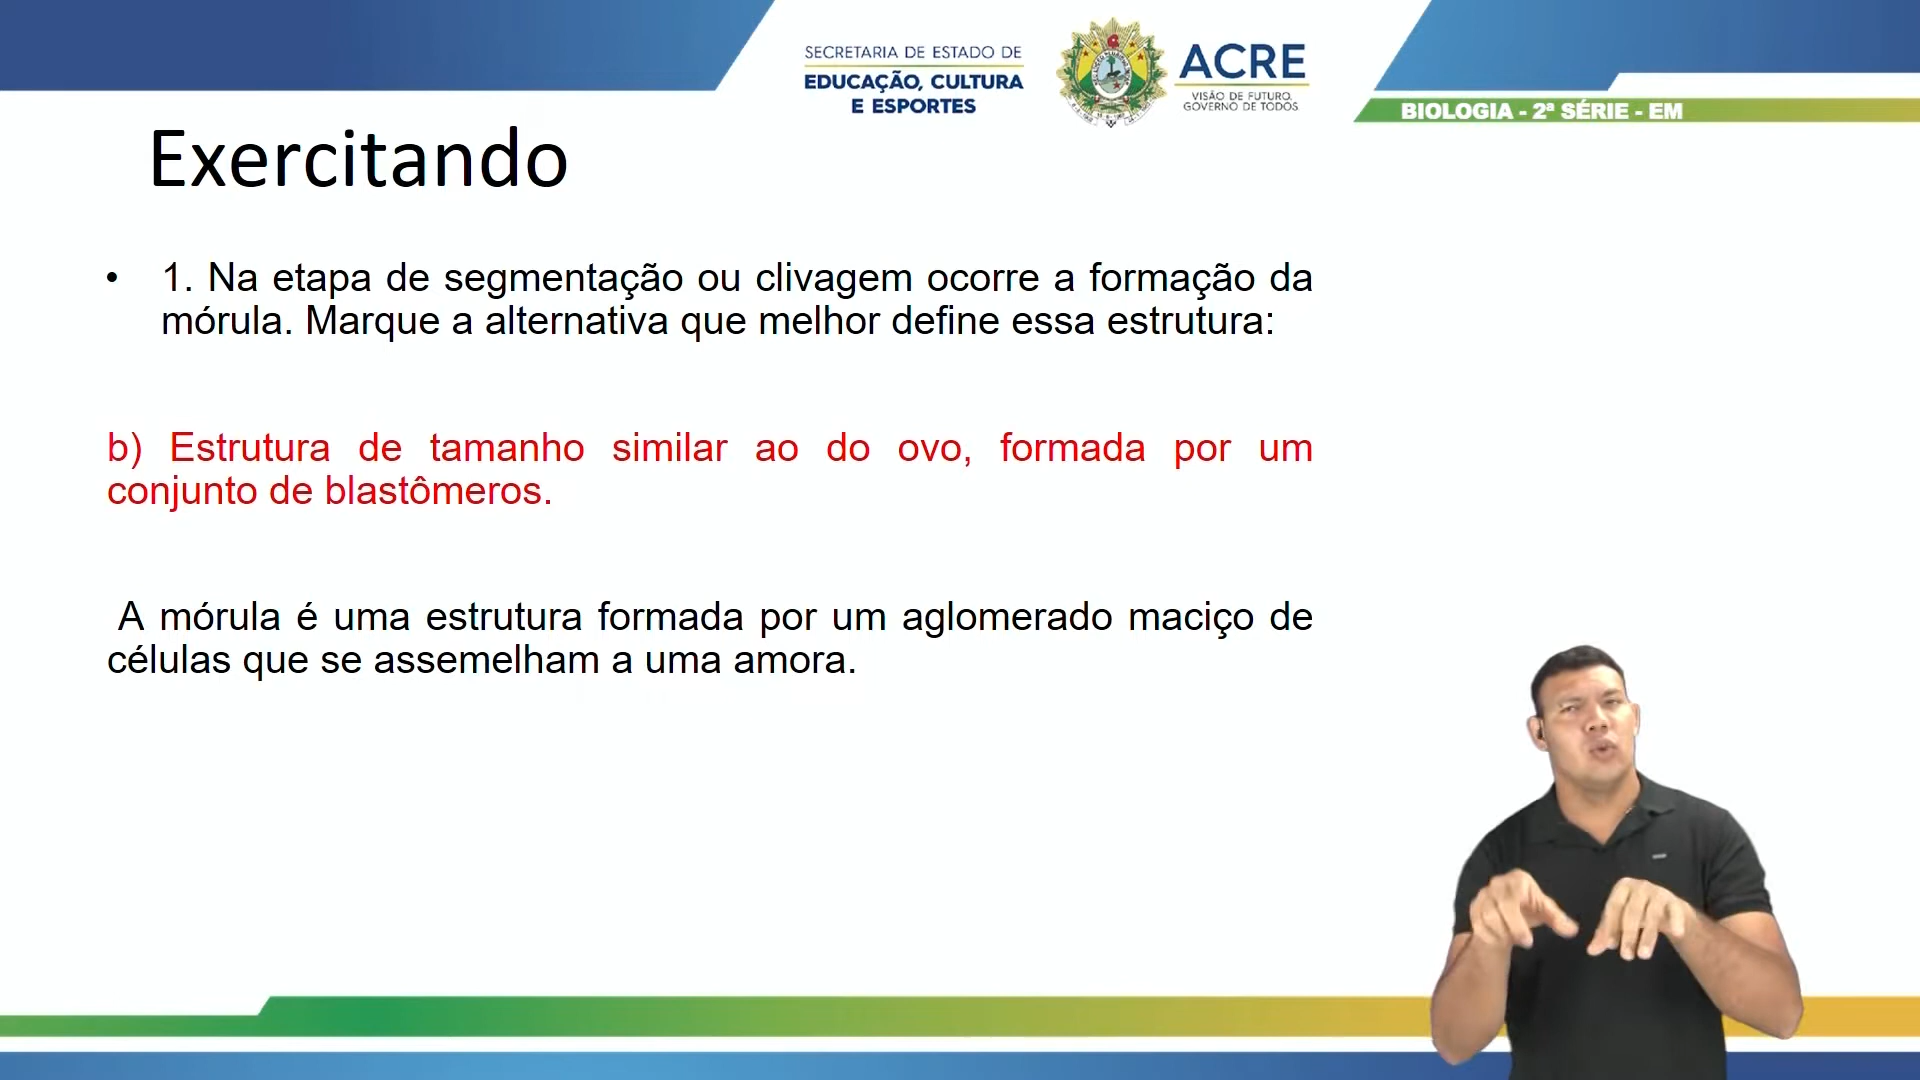 SECRETARIA DE ESTADO DE
EDUCAÇÃO, CULTURA
E ESPORTES
ACRE
VISÃO DE FUTURO.
GOVERNO DE TODOS.
BIOLOGIA - 2ª SÉRIE - EM
Exercitando
• 1. Na etapa de segmentação ou clivagem ocorre a formação da
mórula. Marque a alternativa que melhor define essa estrutura:
b) Estrutura de tamanho similar ao do ovo, formada por um
conjunto de blastômeros.
A mórula é uma estrutura formada por um aglomerado maciço de
células que se assemelham a uma amora.